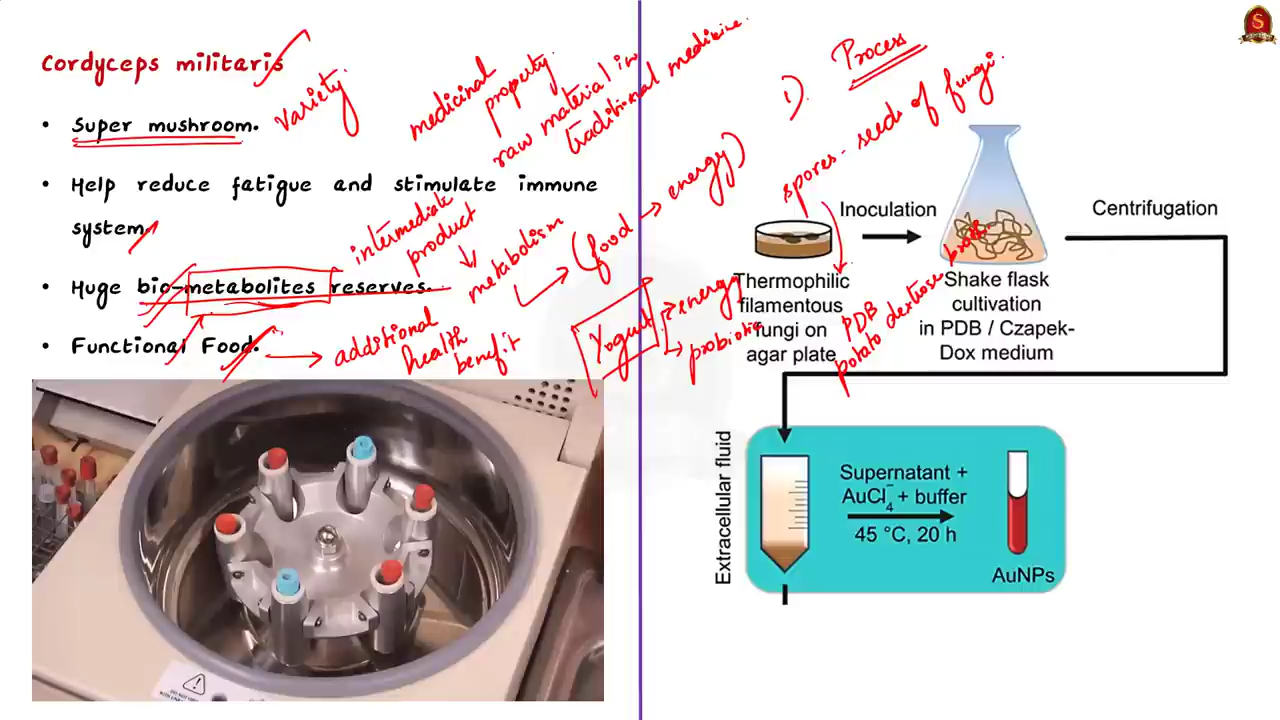 Cordyceps militaris
variety.
• Super mushroom.
medicinal
property
raw material in
traditional medicine.
• Help reduce fatigue and stimulate immune
system.
intermediate
product
metabolism
(food → energy)
• Huge bio-metabolites reserves.
• Functional Food.
additional
health
benefit
Yogurt
energy
probiotic
1). Process
spores - seeds of fungi.
Inoculation
Centrifugation
Thermophilic
filamentous
fungi on
agar plate
PDB
potato dextrose broth
Shake flask
cultivation
in PDB / Czapek-
Dox medium
Extracellular fluid
Supernatant +
AuCl4- + buffer
45 °C, 20 h
AuNPs
S